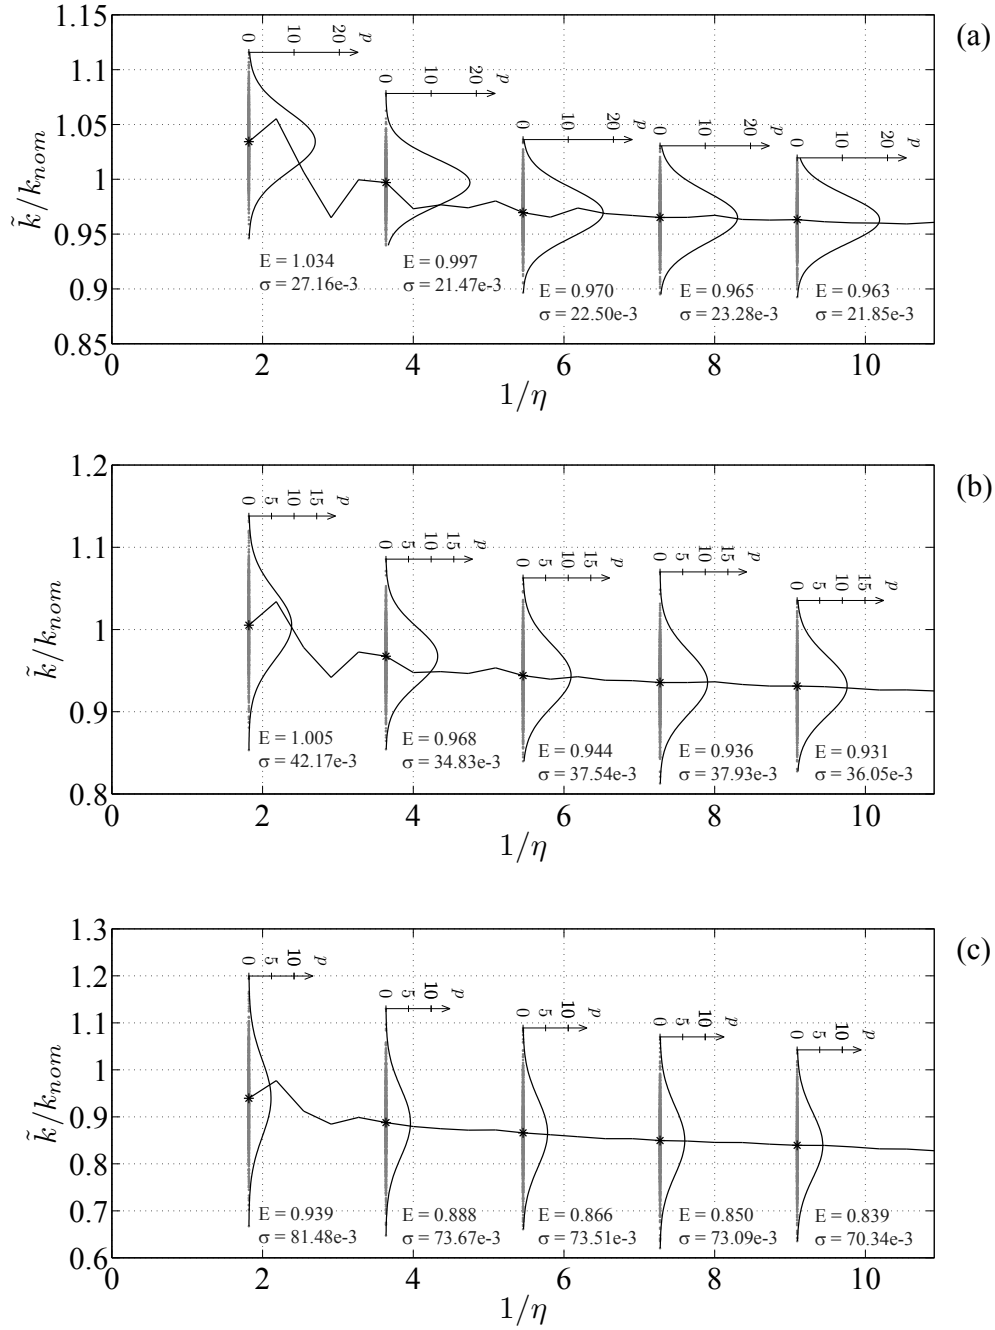 (a)
1.15
1.1
1.05
1
0.95
0.9
0.85
k̃/k_nom
0 10 20 p
0 10 20 p
0 10 20 p
0 10 20 p
0 10 20 p
E = 1.034
σ = 27.16e-3
E = 0.997
σ = 21.47e-3
E = 0.970
σ = 22.50e-3
E = 0.965
σ = 23.28e-3
E = 0.963
σ = 21.85e-3
0 2 4 6 8 10
1/η
(b)
1.2
1.1
1
0.9
0.8
k̃/k_nom
0 5 10 15 p
0 5 10 15 p
0 5 10 15 p
0 5 10 15 p
0 5 10 15 p
E = 1.005
σ = 42.17e-3
E = 0.968
σ = 34.83e-3
E = 0.944
σ = 37.54e-3
E = 0.936
σ = 37.93e-3
E = 0.931
σ = 36.05e-3
0 2 4 6 8 10
1/η
(c)
1.3
1.2
1.1
1
0.9
0.8
0.7
0.6
k̃/k_nom
0 5 10 p
0 5 10 p
0 5 10 p
0 5 10 p
0 5 10 p
E = 0.939
σ = 81.48e-3
E = 0.888
σ = 73.67e-3
E = 0.866
σ = 73.51e-3
E = 0.850
σ = 73.09e-3
E = 0.839
σ = 70.34e-3
0 2 4 6 8 10
1/η